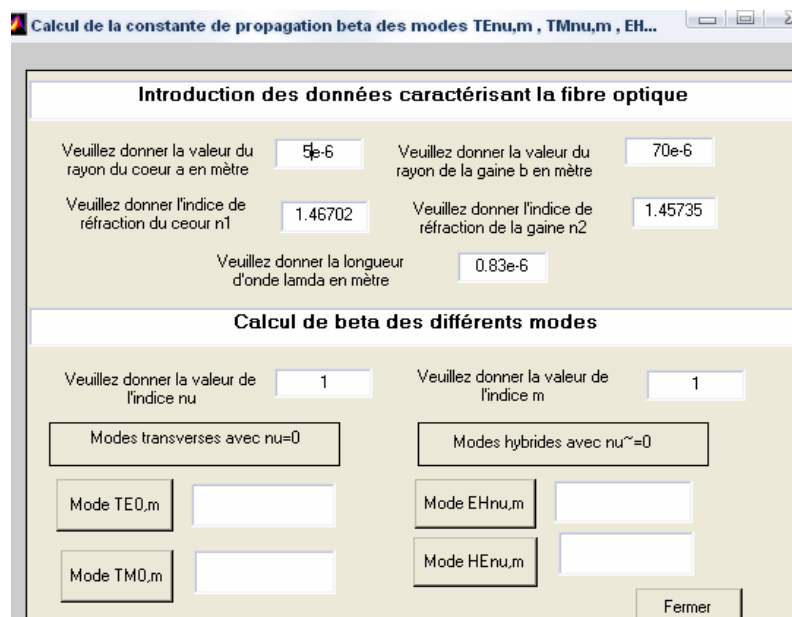 Calcul de la constante de propagation beta des modes TEnu,m , TMnu,m , EH...
Introduction des données caractérisant la fibre optique
Veuillez donner la valeur du
rayon du coeur a en mètre
5e-6
Veuillez donner la valeur du
rayon de la gaine b en mètre
70e-6
Veuillez donner l'indice de
réfraction du ceour n1
1.46702
Veuillez donner l'indice de
réfraction de la gaine n2
1.45735
Veuillez donner la longueur
d'onde lamda en mètre
0.83e-6
Calcul de beta des différents modes
Veuillez donner la valeur de
l'indice nu
1
Veuillez donner la valeur de
l'indice m
1
Modes transverses avec nu=0
Modes hybrides avec nu~=0
Mode TE0,m
Mode EHnu,m
Mode TM0,m
Mode HEnu,m
Fermer